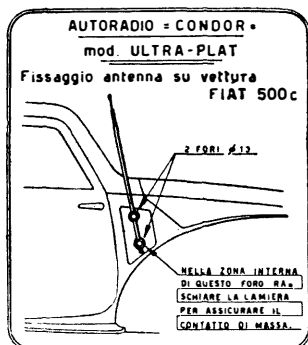 AUTORADIO = CONDOR =
mod. ULTRA-PLAT
Fissaggio antenna su vettura
FIAT 500c
2 FORI ø 13
NELLA ZONA INTERNA
DI QUESTO FORO RA=
SCHIARE LA LAMIERA
PER ASSICURARE IL
CONTATTO DI MASSA.